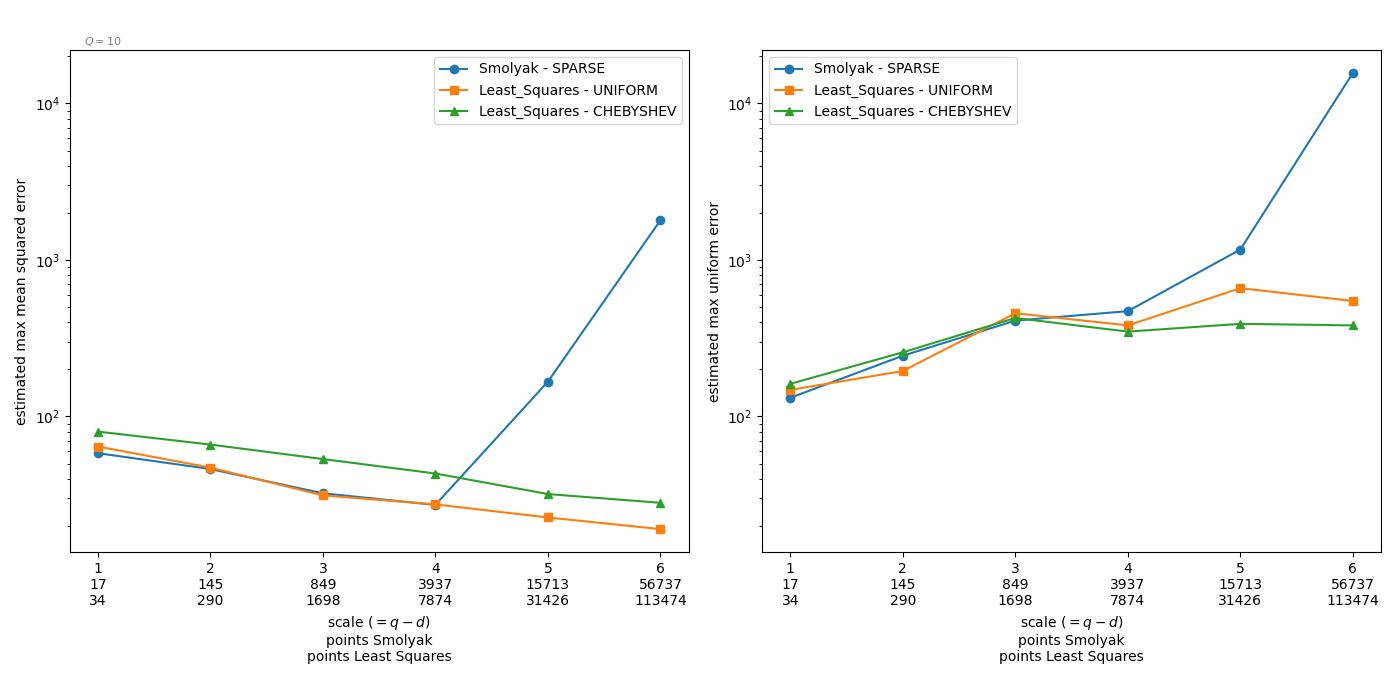 Q = 10
Smolyak - SPARSE
Least_Squares - UNIFORM
Least_Squares - CHEBYSHEV
estimated max mean squared error
10^4
10^3
10^2
1 2 3 4 5 6
17 145 849 3937 15713 56737
34 290 1698 7874 31426 113474
scale (= q − d)
points Smolyak
points Least Squares
Smolyak - SPARSE
Least_Squares - UNIFORM
Least_Squares - CHEBYSHEV
estimated max uniform error
10^4
10^3
10^2
1 2 3 4 5 6
17 145 849 3937 15713 56737
34 290 1698 7874 31426 113474
scale (= q − d)
points Smolyak
points Least Squares